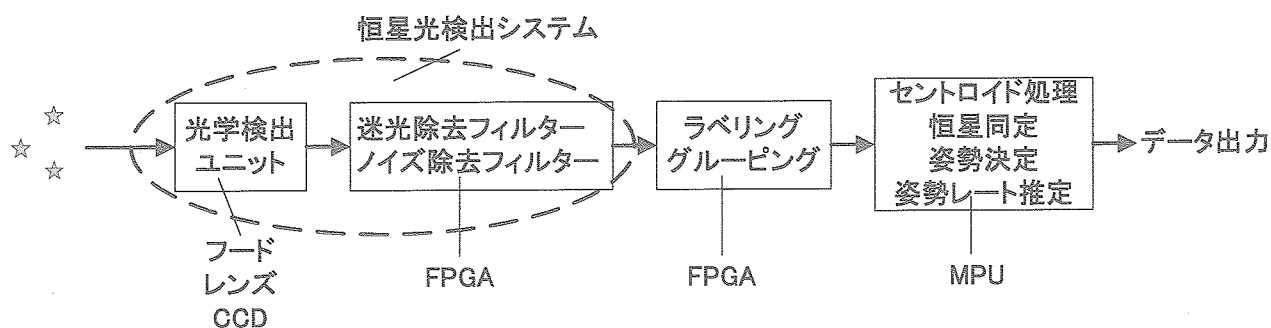 恒星光検出システム
光学検出
ユニット
迷光除去フィルター
ノイズ除去フィルター
ラベリング
グルーピング
セントロイド処理
恒星同定
姿勢決定
姿勢レート推定
データ出力
フード
レンズ
CCD
FPGA
FPGA
MPU